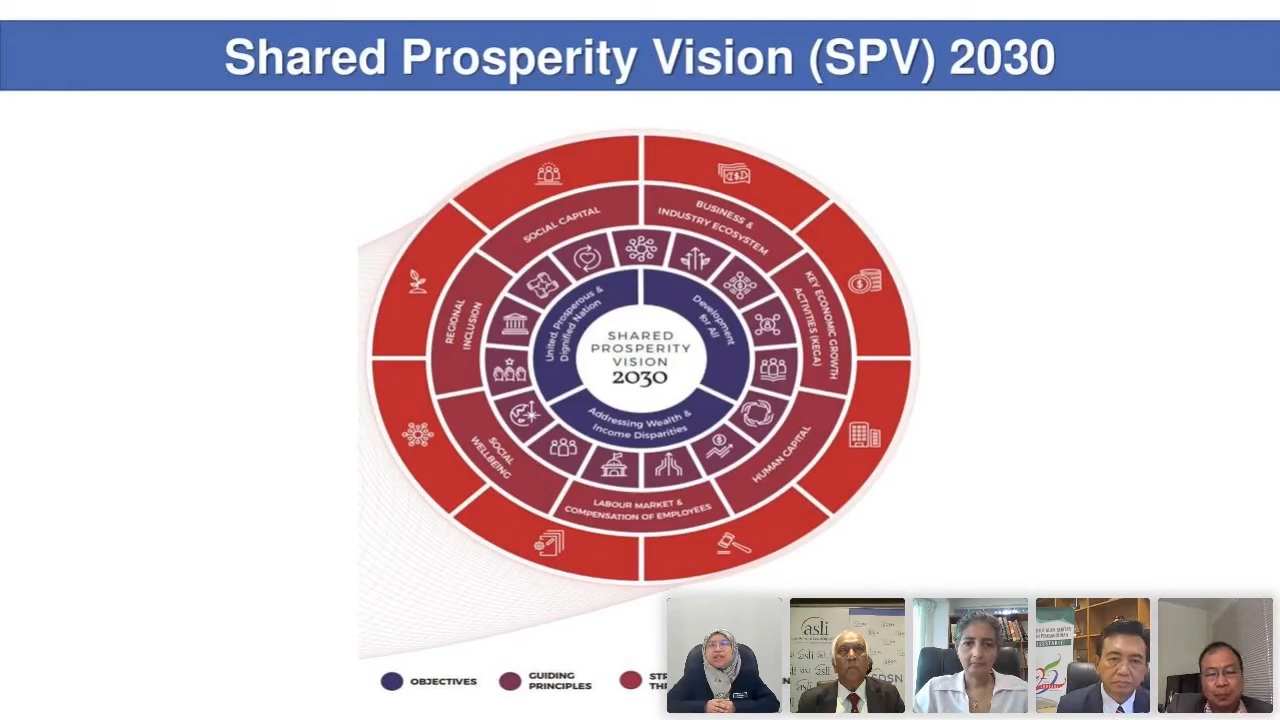 Shared Prosperity Vision (SPV) 2030
SOCIAL CAPITAL
BUSINESS &
INDUSTRY ECOSYSTEM
KEY ECONOMIC GROWTH
ACTIVITIES (KEGA)
HUMAN CAPITAL
LABOUR MARKET &
COMPENSATION OF EMPLOYEES
SOCIAL
WELLBEING
REGIONAL
INCLUSION
United, Prosperous &
Dignified Nation
Development
for All
Addressing Wealth &
Income Disparities
SHARED
PROSPERITY
VISION
2030
OBJECTIVES
GUIDING
PRINCIPLES
asli